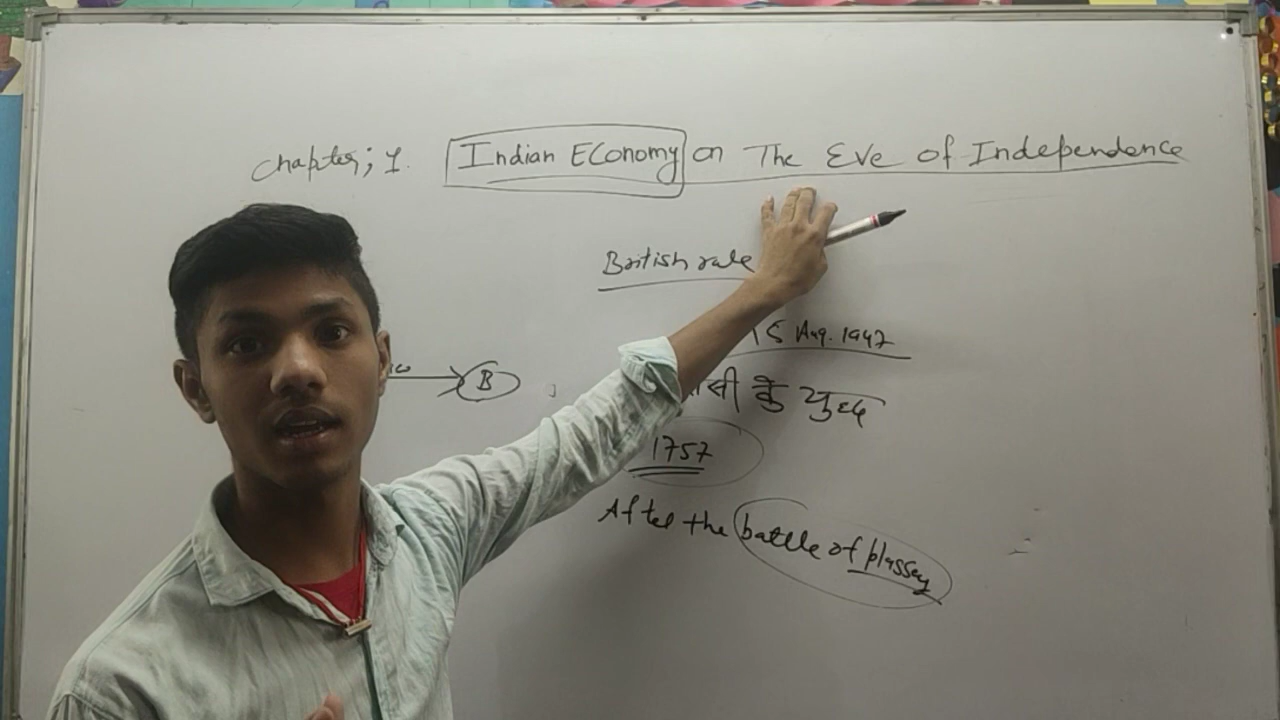 Chapter; 1. Indian Economy on The Eve of Independence
British rule
15 Aug. 1947
B
के युद्ध
1757
After the battle of plassey